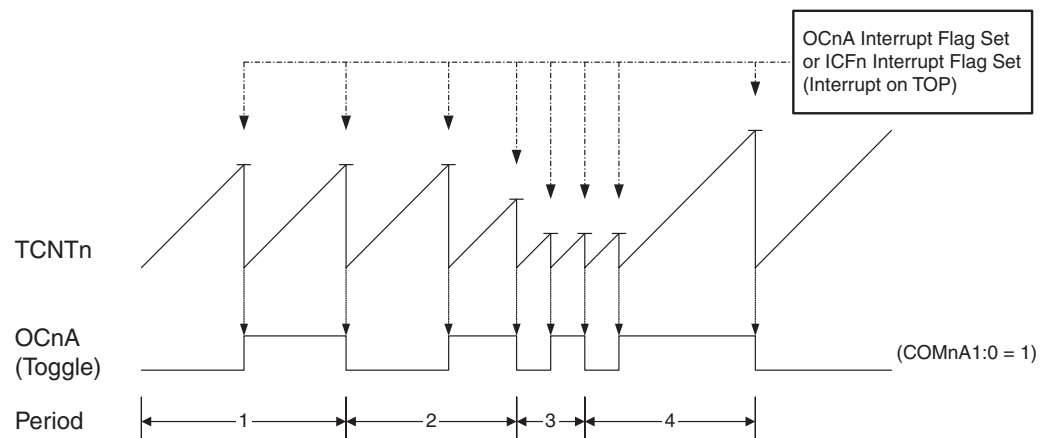 OCnA Interrupt Flag Set
or ICFn Interrupt Flag Set
(Interrupt on TOP)
TCNTn
OCnA
(Toggle)
(COMnA1:0 = 1)
Period
1
2
3
4